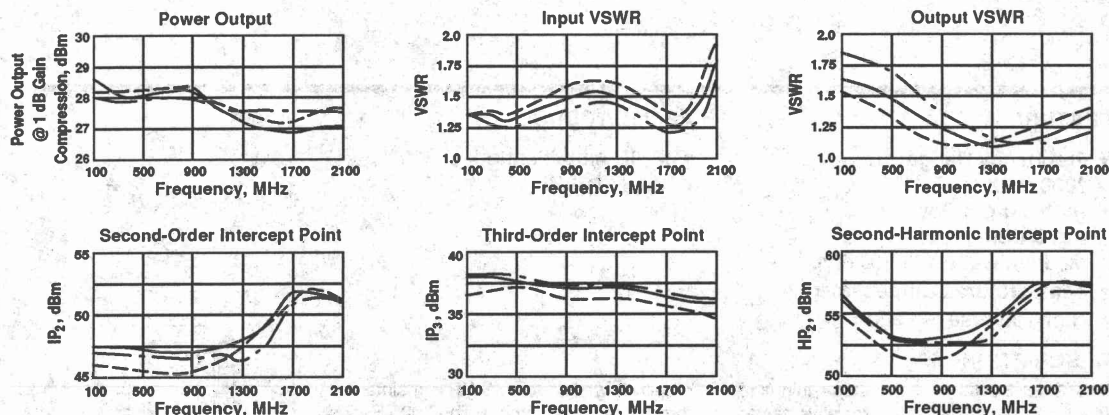 Power Output
Power Output
@ 1 dB Gain
Compression, dBm
30
29
28
27
26
100 500 900 1300 1700 2100
Frequency, MHz
Input VSWR
VSWR
2.0
1.75
1.5
1.25
1.0
100 500 900 1300 1700 2100
Frequency, MHz
Output VSWR
VSWR
2.0
1.75
1.5
1.25
1.0
100 500 900 1300 1700 2100
Frequency, MHz
Second-Order Intercept Point
IP2, dBm
55
50
45
100 500 900 1300 1700 2100
Frequency, MHz
Third-Order Intercept Point
IP3, dBm
40
35
30
100 500 900 1300 1700 2100
Frequency, MHz
Second-Harmonic Intercept Point
HP2, dBm
60
55
50
100 500 900 1300 1700 2100
Frequency, MHz